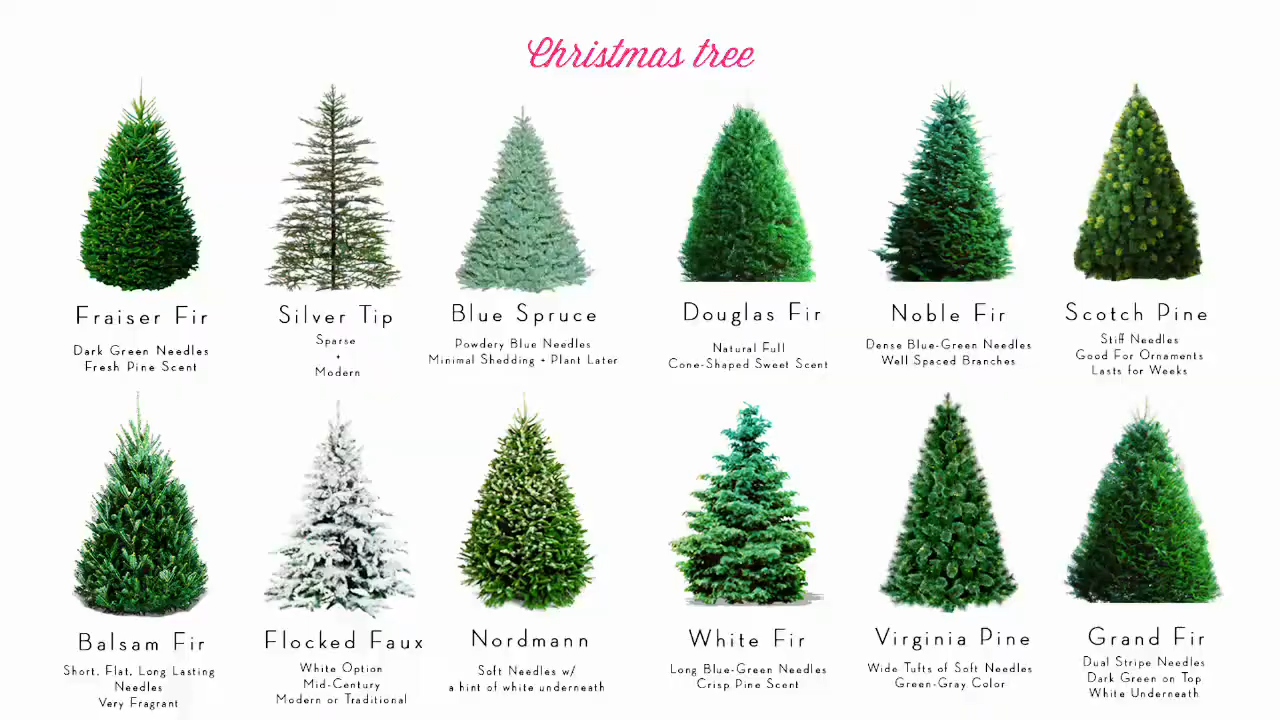 Christmas tree
Fraiser Fir
Dark Green Needles
Fresh Pine Scent
Silver Tip
Sparse
+
Modern
Blue Spruce
Powdery Blue Needles
Minimal Shedding + Plant Later
Douglas Fir
Natural Full
Cone-Shaped Sweet Scent
Noble Fir
Dense Blue-Green Needles
Well Spaced Branches
Scotch Pine
Stiff Needles
Good For Ornaments
Lasts for Weeks
Balsam Fir
Short, Flat, Long Lasting
Needles
Very Fragrant
Flocked Faux
White Option
Mid-Century
Modern or Traditional
Nordmann
Soft Needles w/
a hint of white underneath
White Fir
Long Blue-Green Needles
Crisp Pine Scent
Virginia Pine
Wide Tufts of Soft Needles
Green-Gray Color
Grand Fir
Dual Stripe Needles
Dark Green on Top
White Underneath